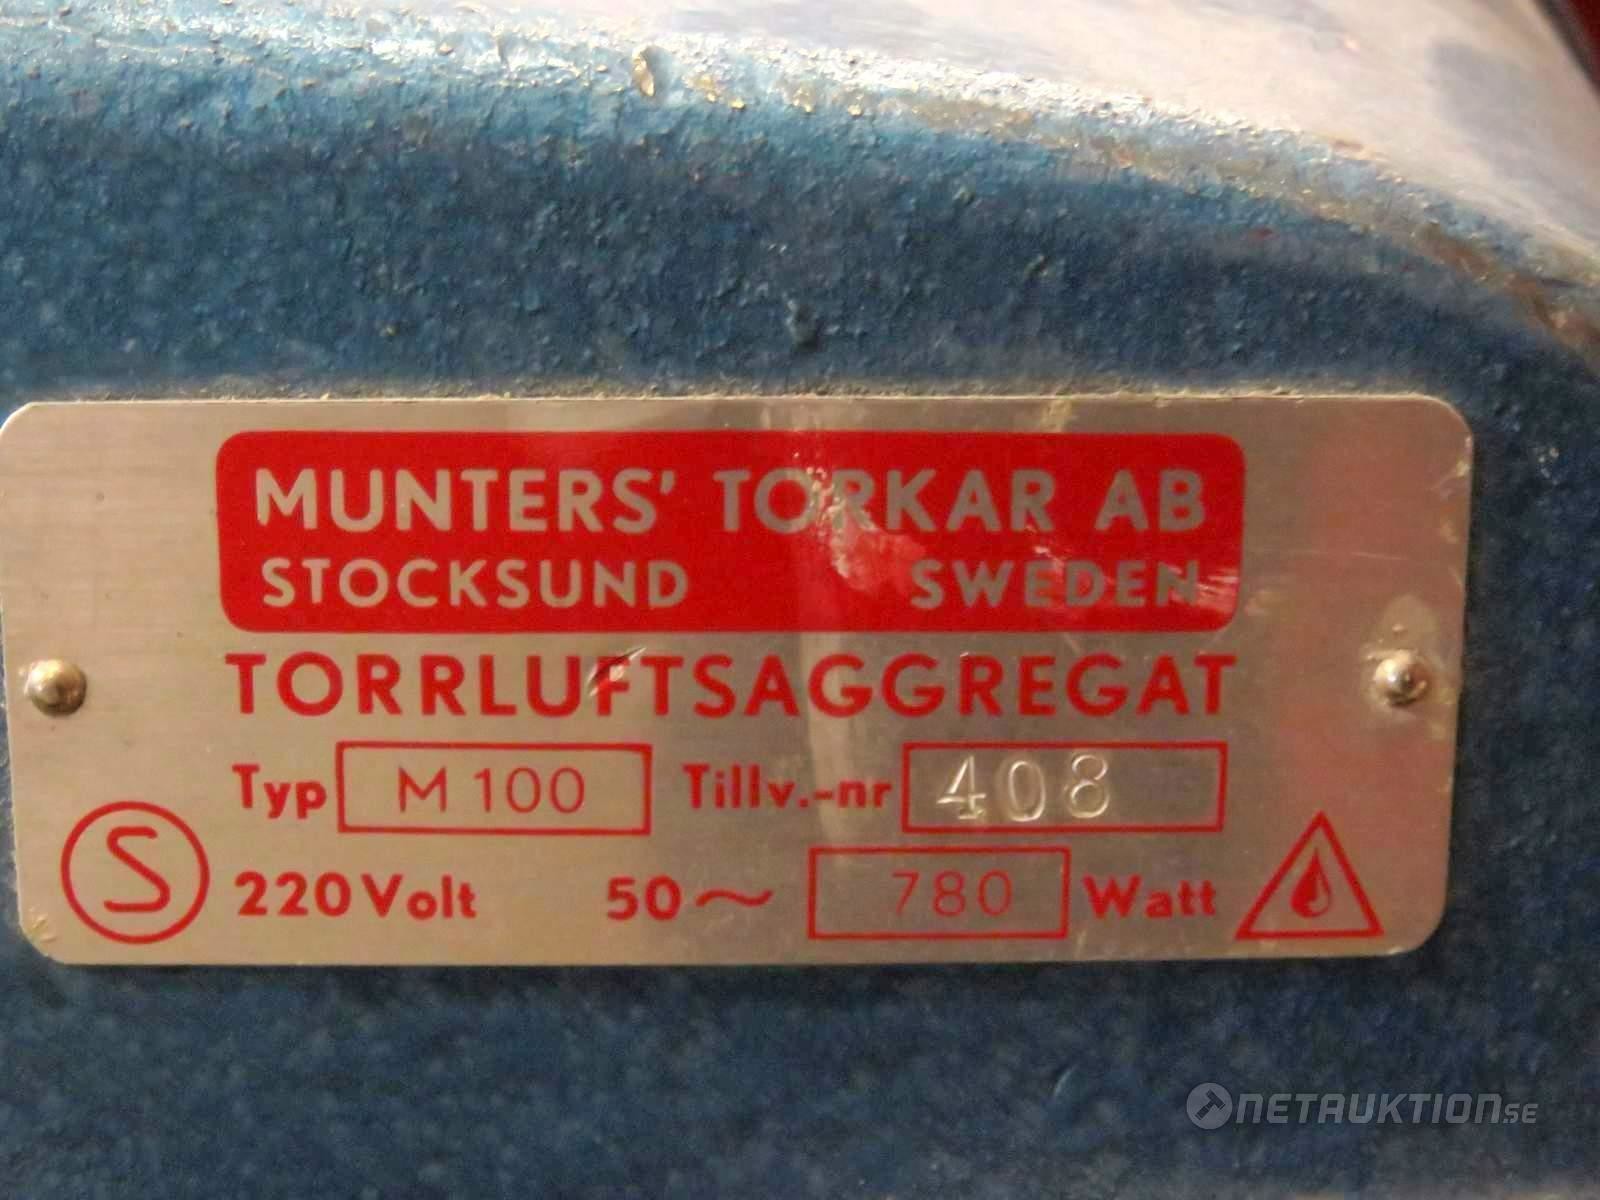 MUNTERS' TORKAR AB
STOCKSUND SWEDEN
TORRLUFTSAGGREGAT
Typ M 100 Tillv.-nr 408
S 220 Volt 50~ 780 Watt
NETAUKTION.SE